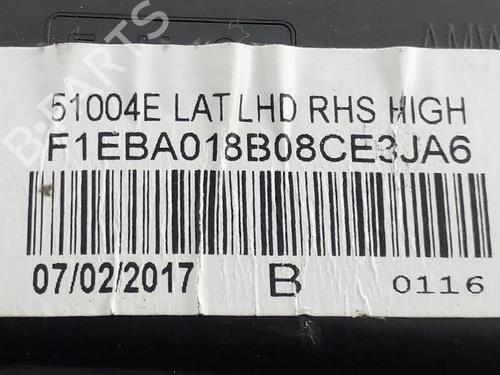 B-PARTS
51004E LAT LHD RHS HIGH
F1EBA018B08CE3JA6
07/02/2017 B 0116